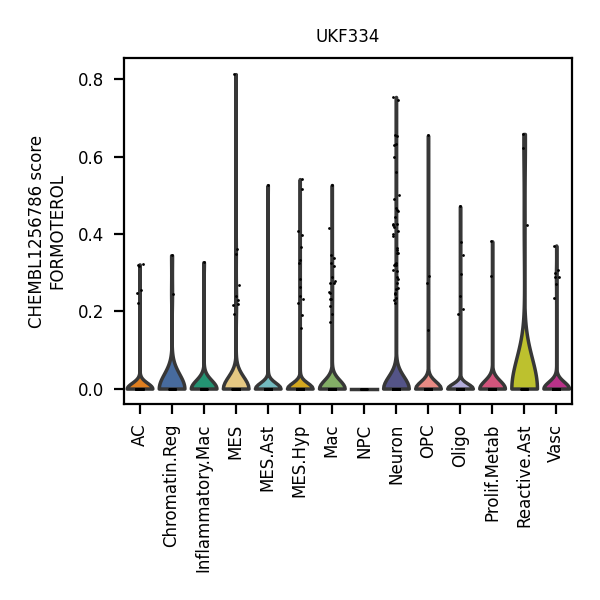 UKF334
CHEMBL1256786 score
FORMOTEROL
0.8
0.6
0.4
0.2
0.0
AC
Chromatin.Reg
Inflammatory.Mac
MES
MES.Ast
MES.Hyp
Mac
NPC
Neuron
OPC
Oligo
Prolif.Metab
Reactive.Ast
Vasc